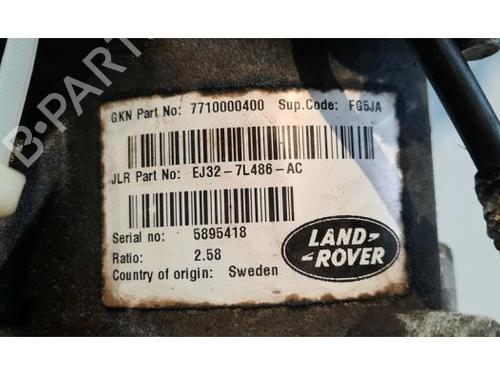 GKN Part No: 7710000400 Sup.Code: FG5JA
JLR Part No: EJ32-7L486-AC
Serial no: 5895418
Ratio: 2.58
Country of origin: Sweden
LAND-
-ROVER
B-PARTS